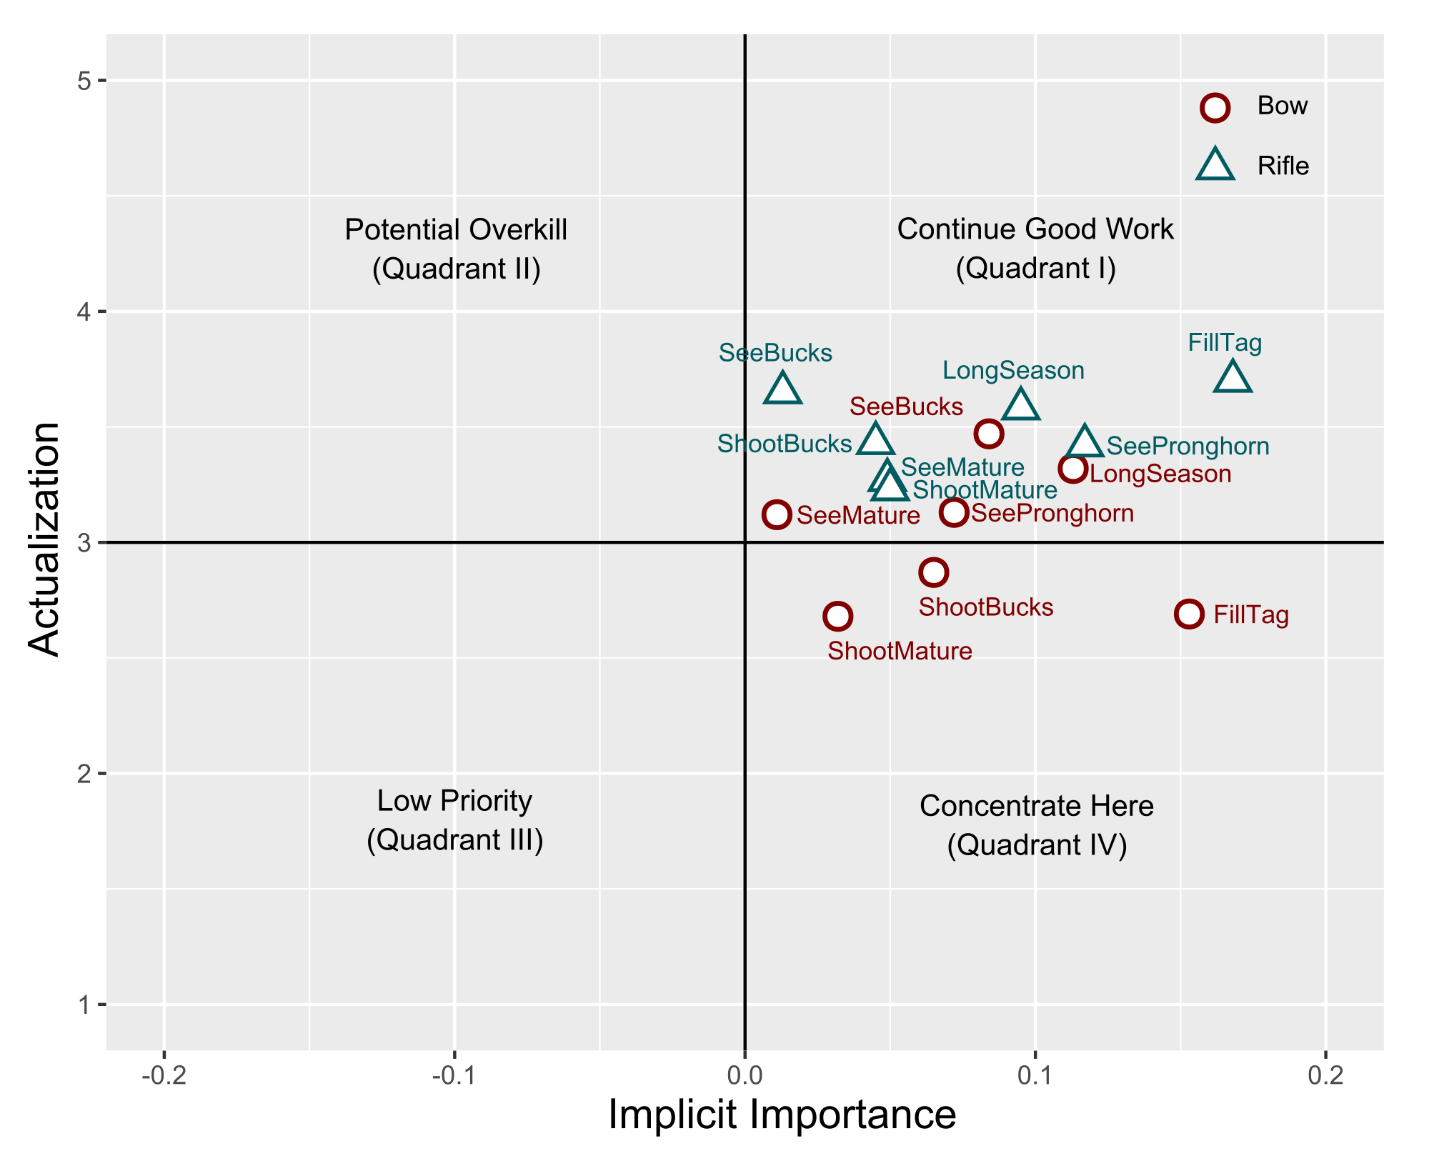 5
Bow
Rifle
Potential Overkill
(Quadrant II)
Continue Good Work
(Quadrant I)
4
SeeBucks
FillTag
LongSeason
SeeBucks
ShootBucks
SeePronghorn
SeeMature
LongSeason
ShootMature
SeeMature
SeePronghorn
3
ShootBucks
FillTag
ShootMature
Actualization
2
Low Priority
(Quadrant III)
Concentrate Here
(Quadrant IV)
1
-0.2
-0.1
0.0
0.1
0.2
Implicit Importance